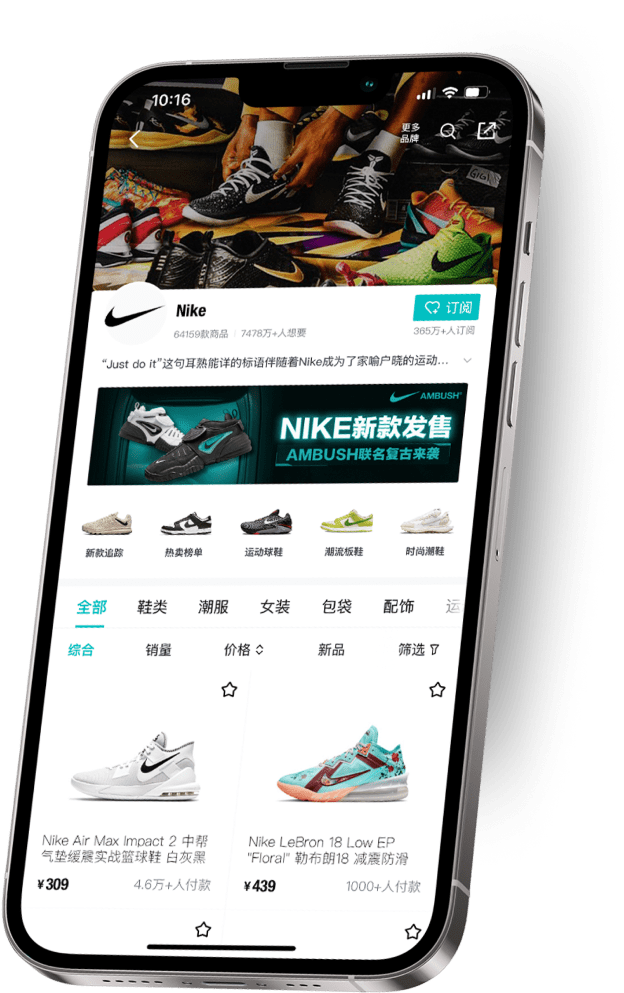 10:16
更多
品牌
GIGI
Nike
订阅
64159款商品
7478万+人想要
365万+人订阅
“Just do it”这句耳熟能详的标语伴随着Nike成为了家喻户晓的运动...
AMBUSH
NIKE新款发售
AMBUSH联名复古来袭
新款追踪
热卖榜单
运动球鞋
潮流板鞋
时尚潮鞋
全部
鞋类
潮服
女装
包袋
配饰
运
综合
销量
价格
新品
筛选
Nike Air Max Impact 2 中帮
气垫缓震实战篮球鞋 白灰黑
¥309
4.6万+人付款
Nike LeBron 18 Low EP
"Floral" 勒布朗18 减震防滑
¥439
1000+人付款